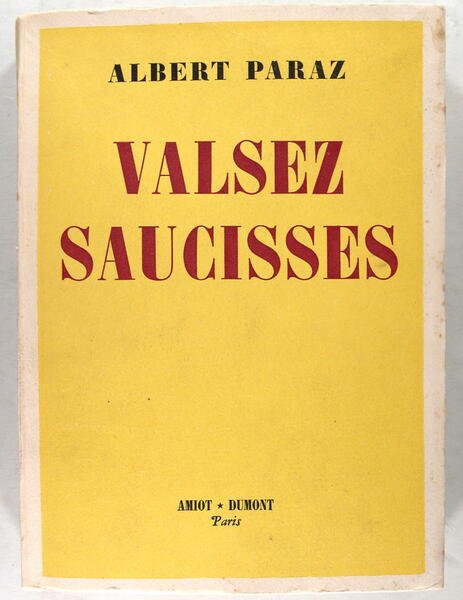 ALBERT PARAZ
VALSEZ
SAUCISSES
AMIOT ★ DUMONT
Paris